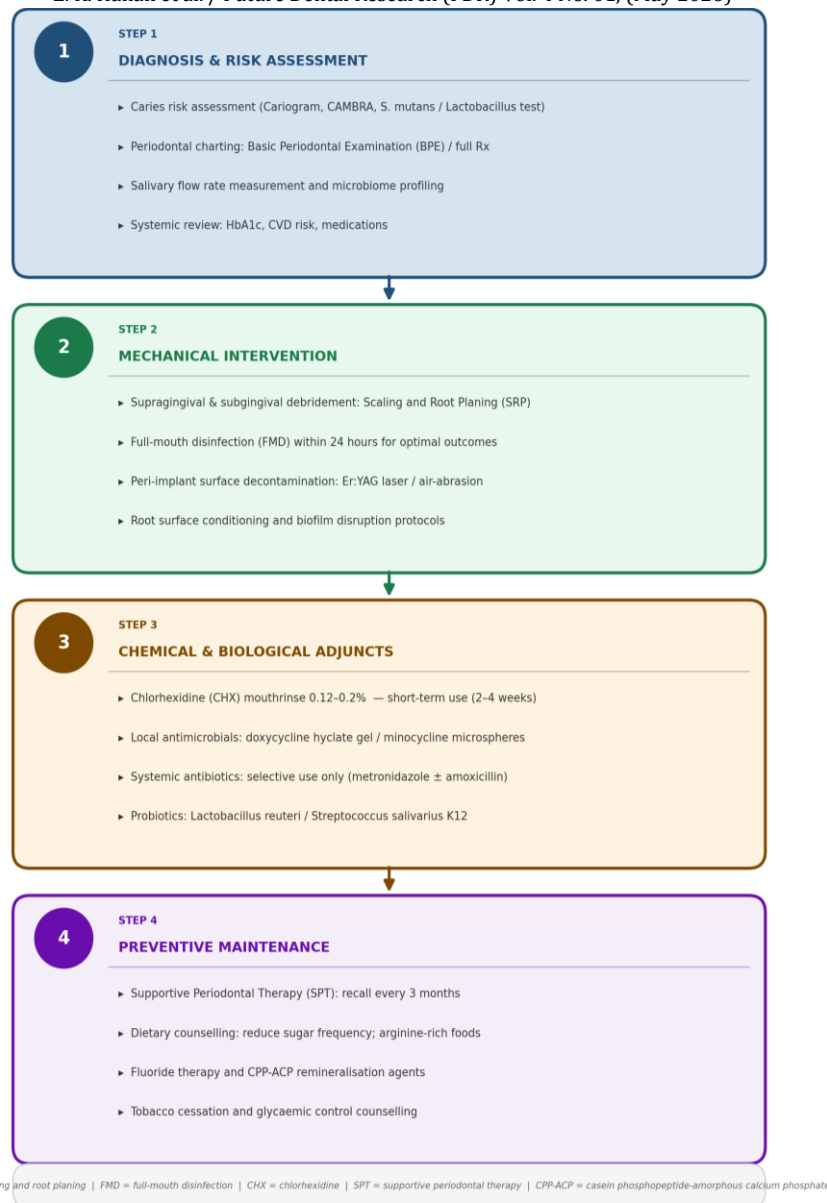 1
STEP 1
DIAGNOSIS & RISK ASSESSMENT
▸ Caries risk assessment (Cariogram, CAMBRA, S. mutans / Lactobacillus test)
▸ Periodontal charting: Basic Periodontal Examination (BPE) / full Rx
▸ Salivary flow rate measurement and microbiome profiling
▸ Systemic review: HbA1c, CVD risk, medications
2
STEP 2
MECHANICAL INTERVENTION
▸ Supragingival & subgingival debridement: Scaling and Root Planing (SRP)
▸ Full-mouth disinfection (FMD) within 24 hours for optimal outcomes
▸ Peri-implant surface decontamination: Er:YAG laser / air-abrasion
▸ Root surface conditioning and biofilm disruption protocols
3
STEP 3
CHEMICAL & BIOLOGICAL ADJUNCTS
▸ Chlorhexidine (CHX) mouthrinse 0.12–0.2% — short-term use (2–4 weeks)
▸ Local antimicrobials: doxycycline hyclate gel / minocycline microspheres
▸ Systemic antibiotics: selective use only (metronidazole ± amoxicillin)
▸ Probiotics: Lactobacillus reuteri / Streptococcus salivarius K12
4
STEP 4
PREVENTIVE MAINTENANCE
▸ Supportive Periodontal Therapy (SPT): recall every 3 months
▸ Dietary counselling: reduce sugar frequency; arginine-rich foods
▸ Fluoride therapy and CPP-ACP remineralisation agents
▸ Tobacco cessation and glycaemic control counselling
and root planing | FMD = full-mouth disinfection | CHX = chlorhexidine | SPT = supportive periodontal therapy | CPP-ACP = casein phosphopeptide-amorphous calcium phosphate